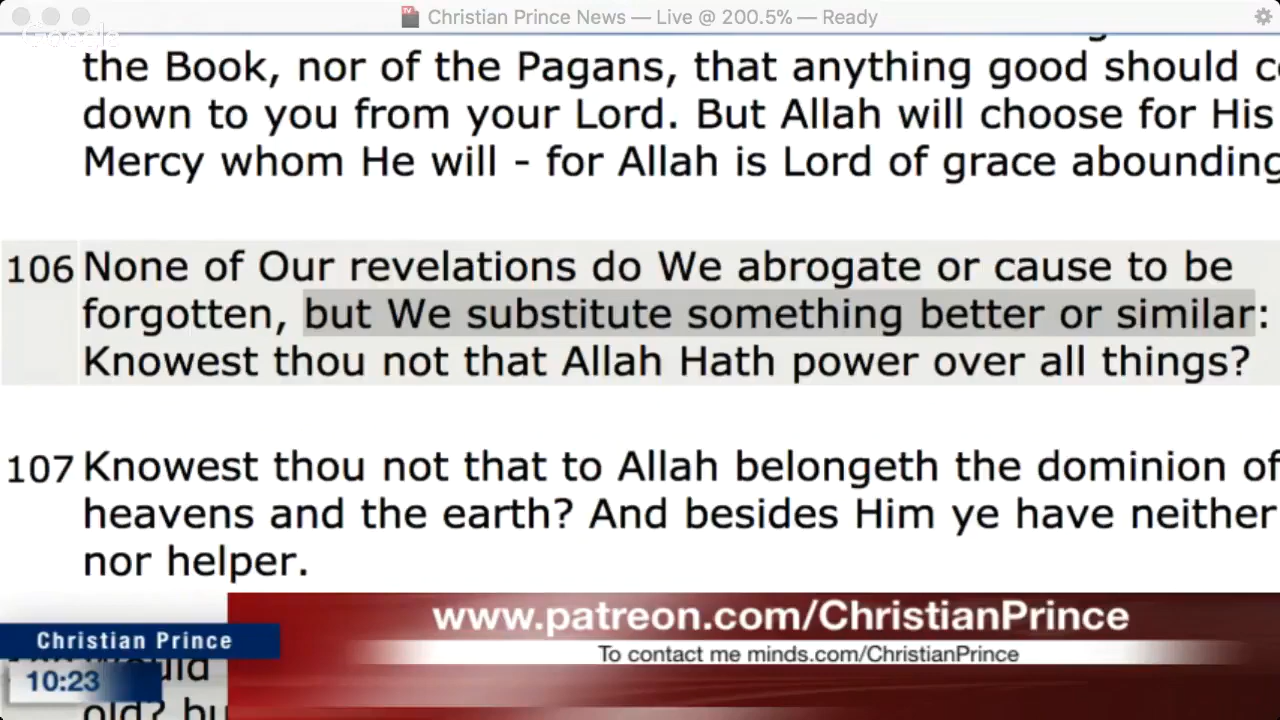 Christian Prince News — Live @ 200.5% — Ready
Google
the Book, nor of the Pagans, that anything good should co
down to you from your Lord. But Allah will choose for His
Mercy whom He will - for Allah is Lord of grace abounding
106 None of Our revelations do We abrogate or cause to be
forgotten, but We substitute something better or similar:
Knowest thou not that Allah Hath power over all things?
107 Knowest thou not that to Allah belongeth the dominion of
heavens and the earth? And besides Him ye have neither
nor helper.
www.patreon.com/ChristianPrince
Christian Prince
To contact me minds.com/ChristianPrince
10:23